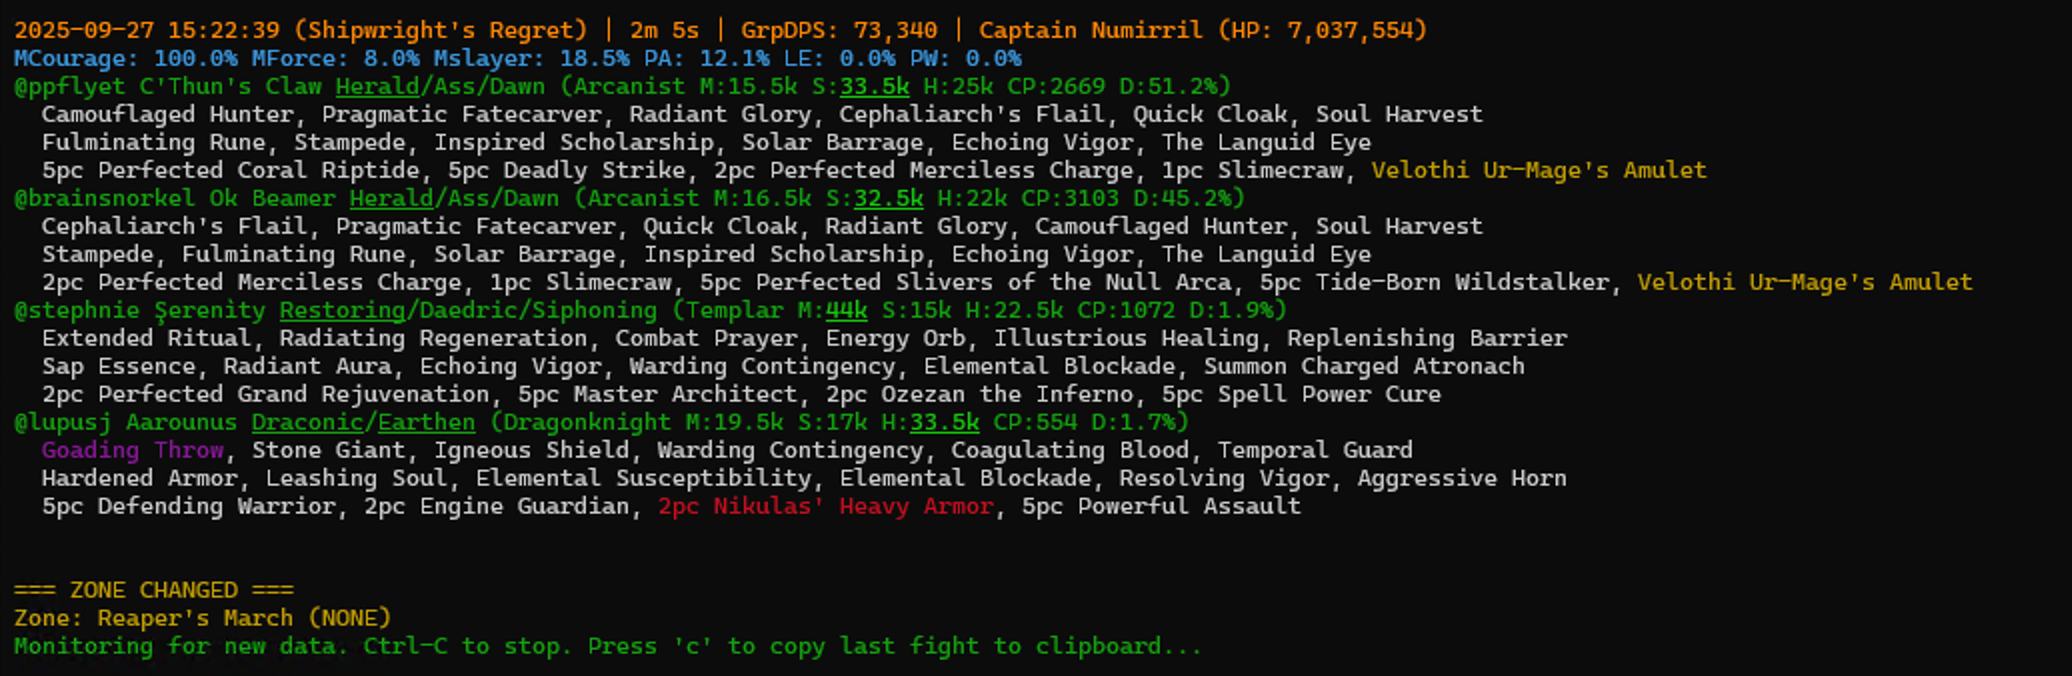 2025-09-27 15:22:39 (Shipwright's Regret) | 2m 5s | GrpDPS: 73,340 | Captain Numirril (HP: 7,037,554)
MCourage: 100.0% MForce: 8.0% Mslayer: 18.5% PA: 12.1% LE: 0.0% PW: 0.0%
@ppflyet C'Thun's Claw Herald/Ass/Dawn (Arcanist M:15.5k S:33.5k H:25k CP:2669 D:51.2%)
Camouflaged Hunter, Pragmatic Fatecarver, Radiant Glory, Cephaliarch's Flail, Quick Cloak, Soul Harvest
Fulminating Rune, Stampede, Inspired Scholarship, Solar Barrage, Echoing Vigor, The Languid Eye
5pc Perfected Coral Riptide, 5pc Deadly Strike, 2pc Perfected Merciless Charge, 1pc Slimecraw, Velothi Ur-Mage's Amulet
@brainsnorkel Ok Beamer Herald/Ass/Dawn (Arcanist M:16.5k S:32.5k H:22k CP:3103 D:45.2%)
Cephaliarch's Flail, Pragmatic Fatecarver, Quick Cloak, Radiant Glory, Camouflaged Hunter, Soul Harvest
Stampede, Fulminating Rune, Solar Barrage, Inspired Scholarship, Echoing Vigor, The Languid Eye
2pc Perfected Merciless Charge, 1pc Slimecraw, 5pc Perfected Slivers of the Null Arca, 5pc Tide-Born Wildstalker, Velothi Ur-Mage's Amulet
@stephnie Şerenìty Restoring/Daedric/Siphoning (Templar M:44k S:15k H:22.5k CP:1072 D:1.9%)
Extended Ritual, Radiating Regeneration, Combat Prayer, Energy Orb, Illustrious Healing, Replenishing Barrier
Sap Essence, Radiant Aura, Echoing Vigor, Warding Contingency, Elemental Blockade, Summon Charged Atronach
2pc Perfected Grand Rejuvenation, 5pc Master Architect, 2pc Ozezan the Inferno, 5pc Spell Power Cure
@lupusj Aarounus Draconic/Earthen (Dragonknight M:19.5k S:17k H:33.5k CP:554 D:1.7%)
Goading Throw, Stone Giant, Igneous Shield, Warding Contingency, Coagulating Blood, Temporal Guard
Hardened Armor, Leashing Soul, Elemental Susceptibility, Elemental Blockade, Resolving Vigor, Aggressive Horn
5pc Defending Warrior, 2pc Engine Guardian, 2pc Nikulas' Heavy Armor, 5pc Powerful Assault
=== ZONE CHANGED ===
Zone: Reaper's March (NONE)
Monitoring for new data. Ctrl-C to stop. Press 'c' to copy last fight to clipboard...